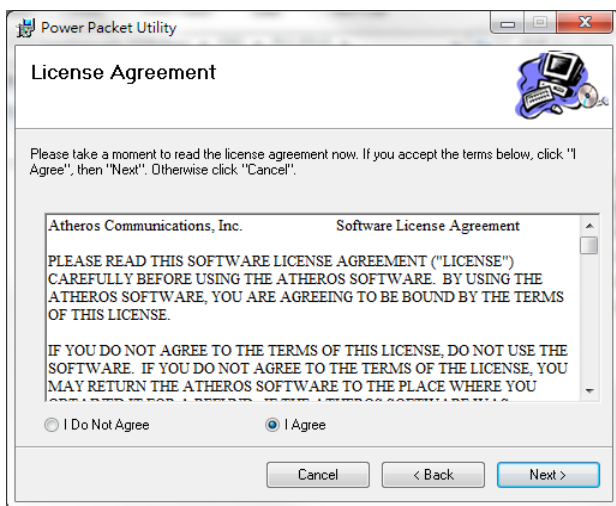 Power Packet Utility
License Agreement
Please take a moment to read the license agreement now. If you accept the terms below, click "I
Agree", then "Next". Otherwise click "Cancel".
Atheros Communications, Inc. Software License Agreement
PLEASE READ THIS SOFTWARE LICENSE AGREEMENT ("LICENSE")
CAREFULLY BEFORE USING THE ATHEROS SOFTWARE. BY USING THE
ATHEROS SOFTWARE, YOU ARE AGREEING TO BE BOUND BY THE TERMS
OF THIS LICENSE.
IF YOU DO NOT AGREE TO THE TERMS OF THIS LICENSE, DO NOT USE THE
SOFTWARE. IF YOU DO NOT AGREE TO THE TERMS OF THE LICENSE, YOU
MAY RETURN THE ATHEROS SOFTWARE TO THE PLACE WHERE YOU
I Do Not Agree
I Agree
Cancel
< Back
Next >